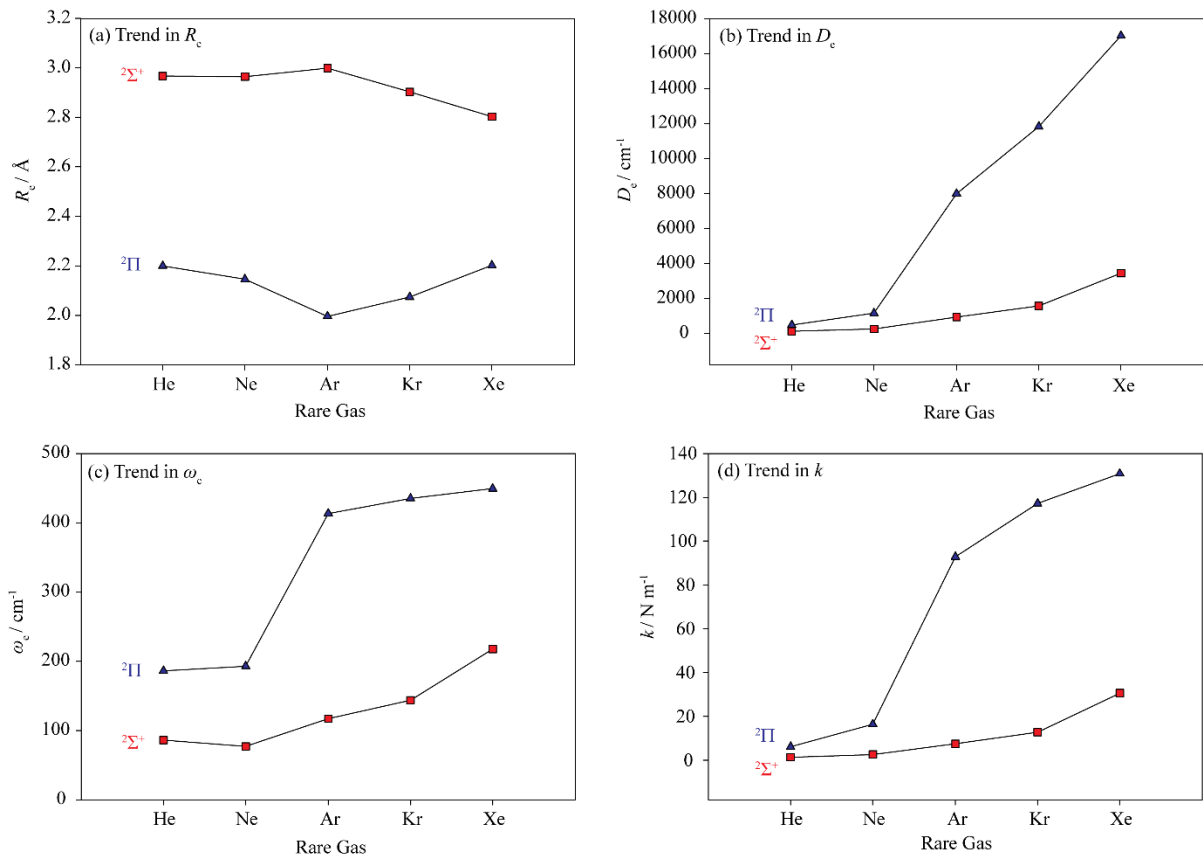 (a) Trend in Rₑ
3.2
3.0
2.8
2.6
2.4
2.2
2.0
1.8
Rₑ / Å
²Σ⁺
²Π
He Ne Ar Kr Xe
Rare Gas
(b) Trend in Dₑ
18000
16000
14000
12000
10000
8000
6000
4000
2000
0
Dₑ / cm⁻¹
²Π
²Σ⁺
He Ne Ar Kr Xe
Rare Gas
(c) Trend in ωₑ
500
400
300
200
100
0
ωₑ / cm⁻¹
²Π
²Σ⁺
He Ne Ar Kr Xe
Rare Gas
(d) Trend in k
140
120
100
80
60
40
20
0
k / N m⁻¹
²Π
²Σ⁺
He Ne Ar Kr Xe
Rare Gas